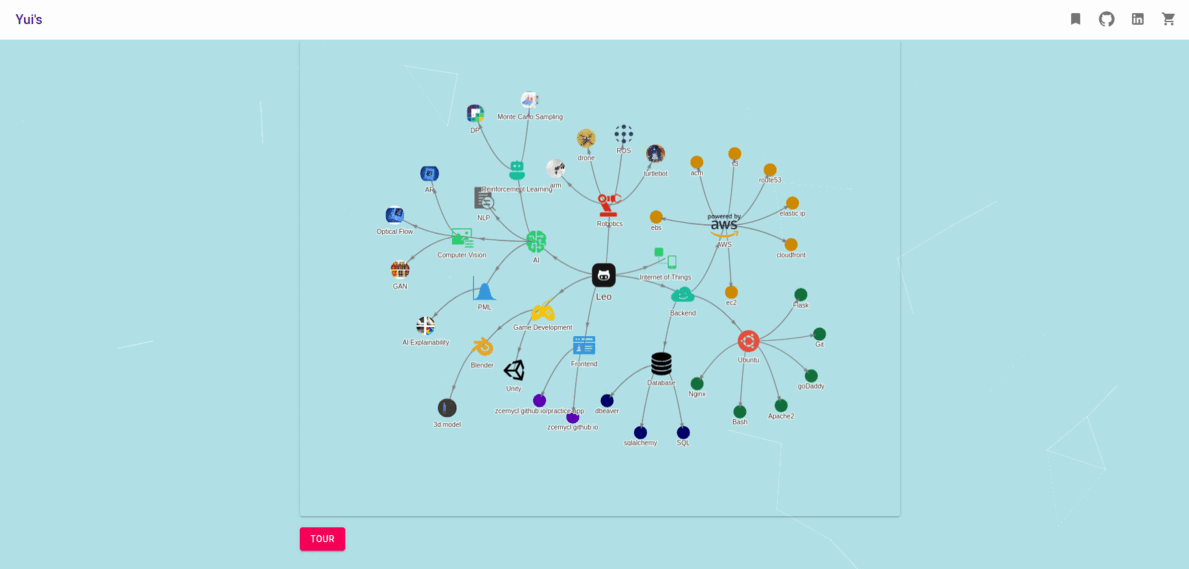 Yui's
Monte Carlo Sampling
DP
drone
ROS
turtlebot
arm
Reinforcement Learning
acm
s3
route53
elastic ip
cloudfront
ebs
ec2
powered by
aws
AWS
NLP
Robotics
Optical Flow
Computer Vision
AI
GAN
Internet of Things
Leo
PML
Backend
Flask
Game Development
AI Explainability
Blender
Frontend
Ubuntu
Git
Unity
Database
goDaddy
3d model
zcemycl.github.io/practice-app
dbeaver
Nginx
Bash
Apache2
zcemycl.github.io
sqlalchemy
SQL
TOUR